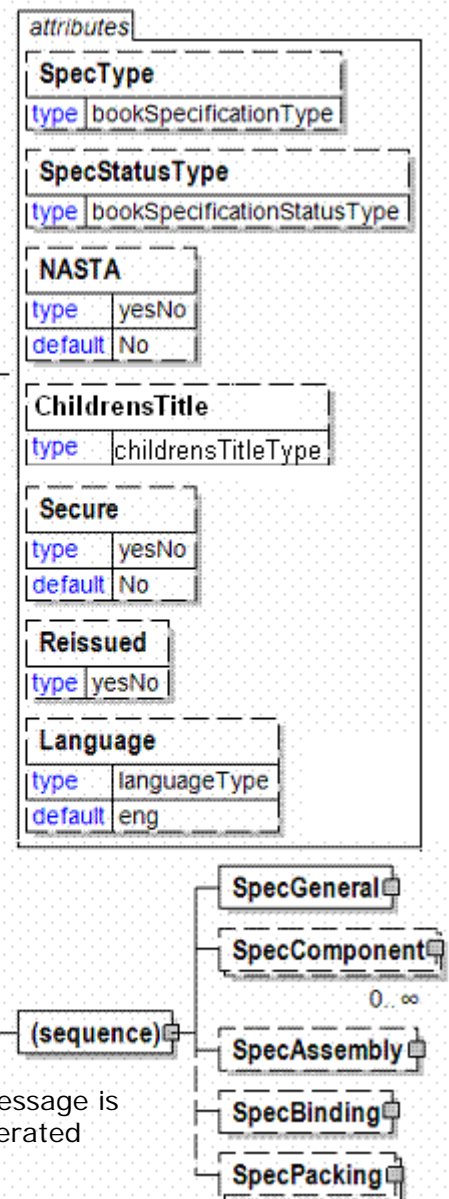 attributes
SpecType
type bookSpecificationType
SpecStatusType
type bookSpecificationStatusType
NASTA
type yesNo
default No
ChildrensTitle
type childrensTitleType
Secure
type yesNo
default No
Reissued
type yesNo
Language
type languageType
default eng
SpecGeneral
SpecComponent
0..∞
(sequence)
SpecAssembly
essage is
SpecBinding
erated
SpecPacking